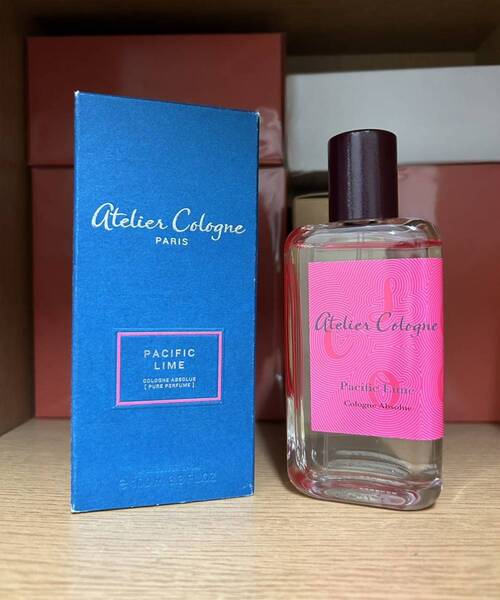 Atelier Cologne
PARIS
PACIFIC
LIME
COLOGNE ABSOLUE
[ PURE PERFUME ]
Atelier Cologne
Pacific Lime
Cologne Absolue